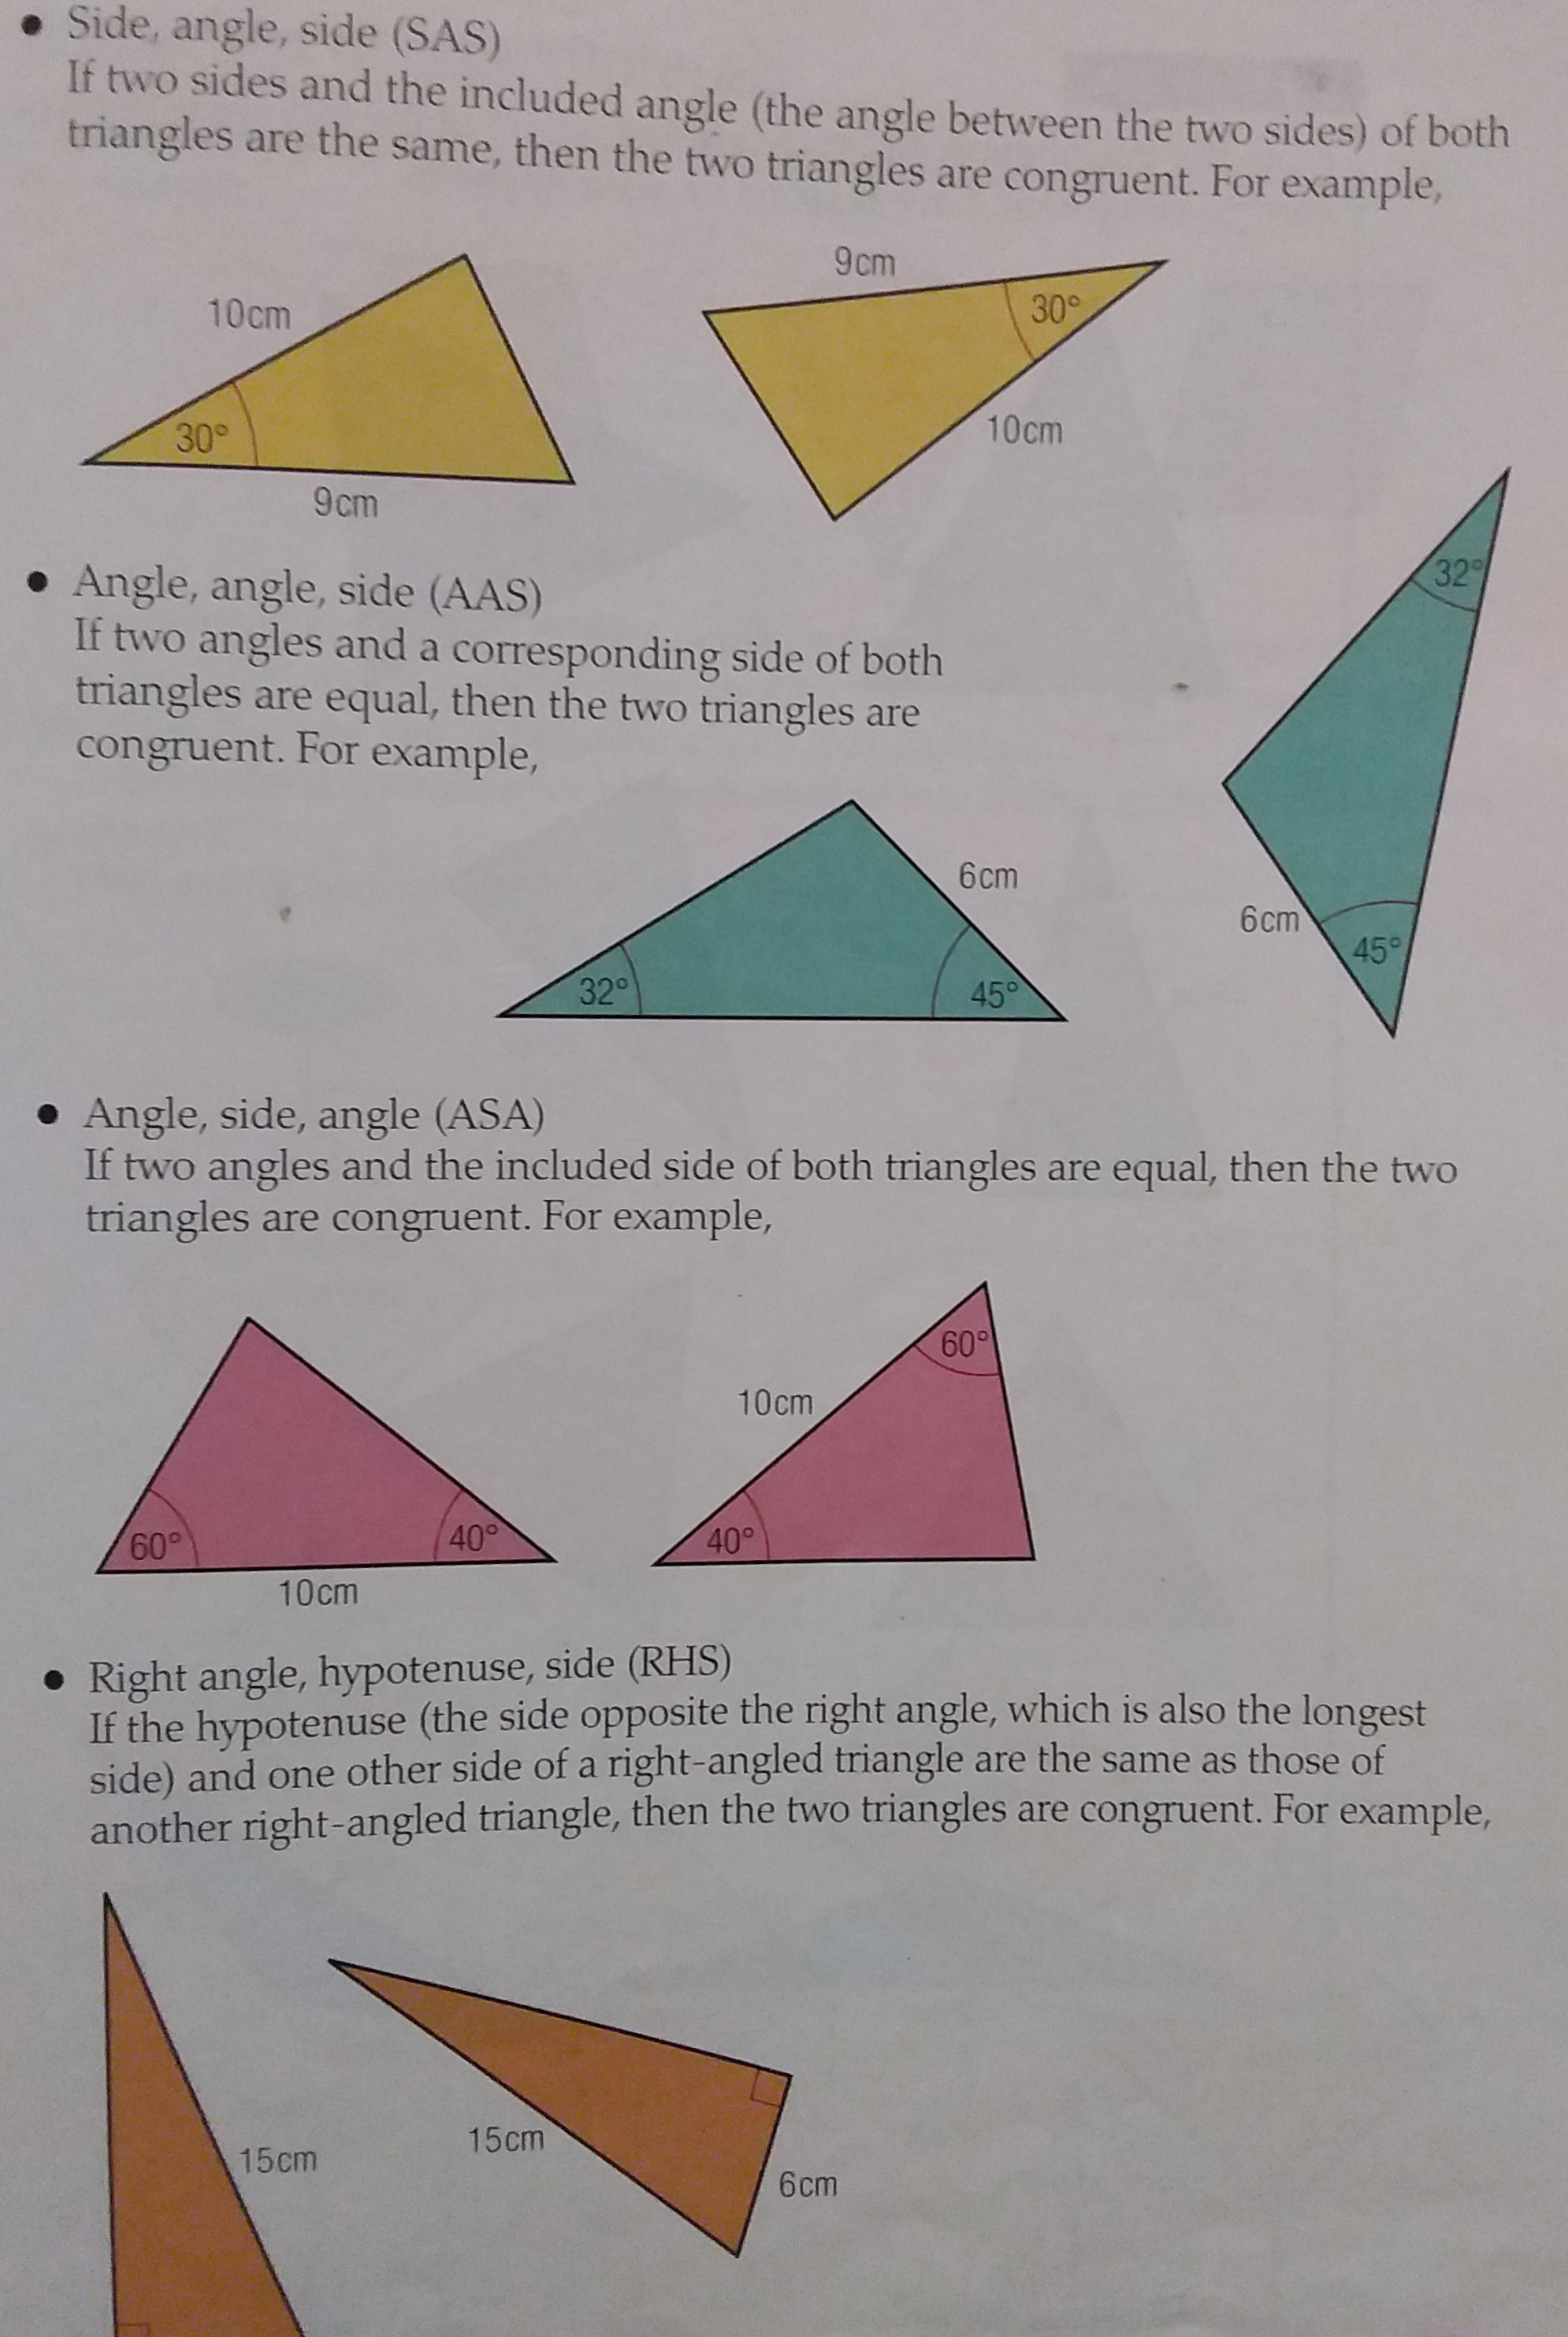 • Side, angle, side (SAS)
If two sides and the included angle (the angle between the two sides) of both
triangles are the same, then the two triangles are congruent. For example,
10cm
30°
9cm
9cm
30°
10cm
• Angle, angle, side (AAS)
If two angles and a corresponding side of both
triangles are equal, then the two triangles are
congruent. For example,
32°
6cm
45°
6cm
32°
45°
• Angle, side, angle (ASA)
If two angles and the included side of both triangles are equal, then the two
triangles are congruent. For example,
60°
40°
10cm
10cm
60°
40°
• Right angle, hypotenuse, side (RHS)
If the hypotenuse (the side opposite the right angle, which is also the longest
side) and one other side of a right-angled triangle are the same as those of
another right-angled triangle, then the two triangles are congruent. For example,
15cm
15cm
6cm